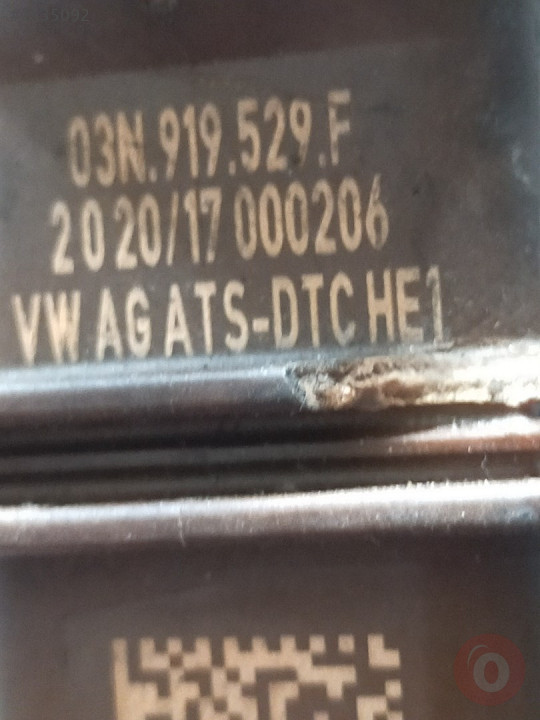 03N.919.529.F
2020/17 000206
VW AG ATS-DTC HE1